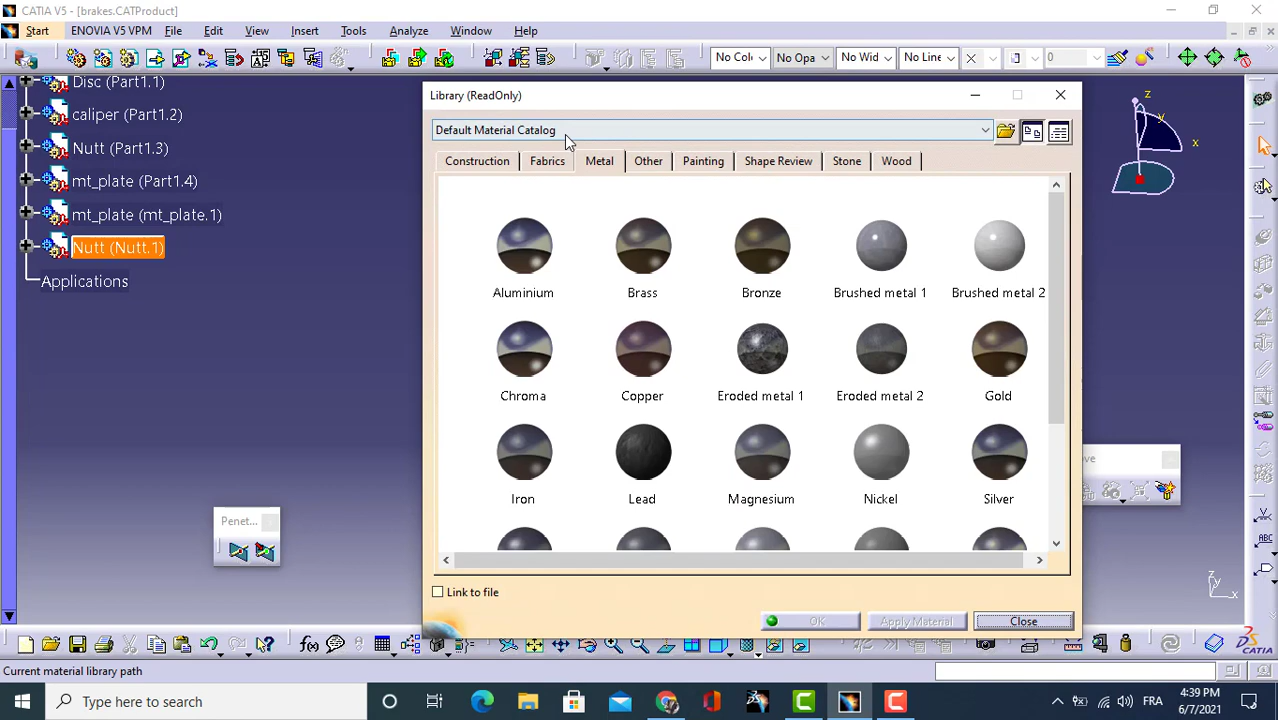 CATIA V5 - [brakes.CATProduct]
Start ENOVIA V5 VPM File Edit View Insert Tools Analyze Window Help
No Col No Opa No Wid No Line 0
Disc (Part1.1)
caliper (Part1.2)
Nutt (Part1.3)
mt_plate (Part1.4)
mt_plate (mt_plate.1)
Nutt (Nutt.1)
Applications
Library (ReadOnly)
Default Material Catalog
Construction Fabrics Metal Other Painting Shape Review Stone Wood
Aluminium Brass Bronze Brushed metal 1 Brushed metal 2
Chroma Copper Eroded metal 1 Eroded metal 2 Gold
Iron Lead Magnesium Nickel Silver
Link to file
OK Apply Material Close
z
x
y
Penet...
z
x
f(x)
ABC
CATIA
Current material library path
Type here to search
FRA
4:39 PM
6/7/2021